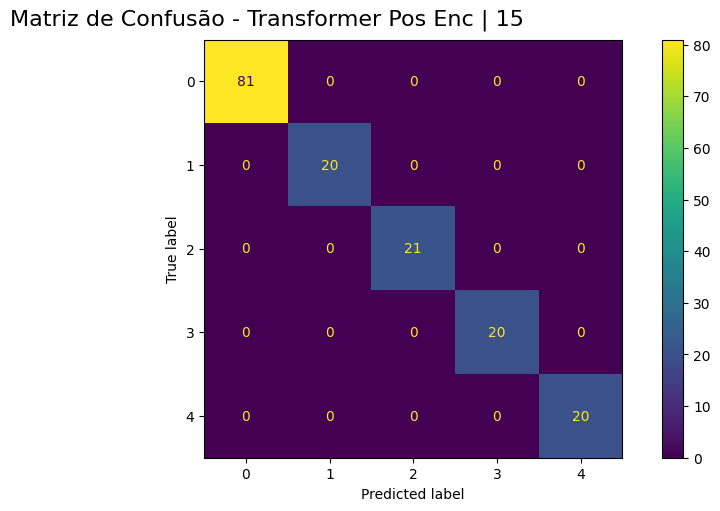 Matriz de Confusão - Transformer Pos Enc | 15
True label
0 81 0 0 0 0
1 0 20 0 0 0
2 0 0 21 0 0
3 0 0 0 20 0
4 0 0 0 0 20
0 1 2 3 4
Predicted label
80
70
60
50
40
30
20
10
0